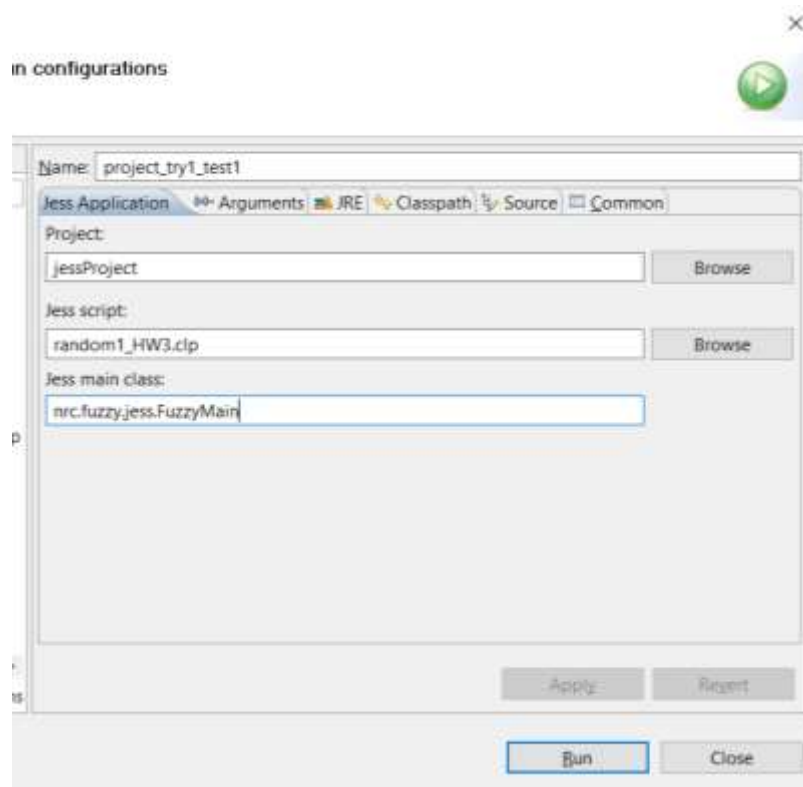 n configurations
Name: project_try1_test1
Jess Application Arguments JRE Classpath Source Common
Project:
jessProject Browse
Jess script:
random1_HW3.clp Browse
Jess main class:
nrc.fuzzy.jess.FuzzyMain
p
Apply Revert
ns
Run Close